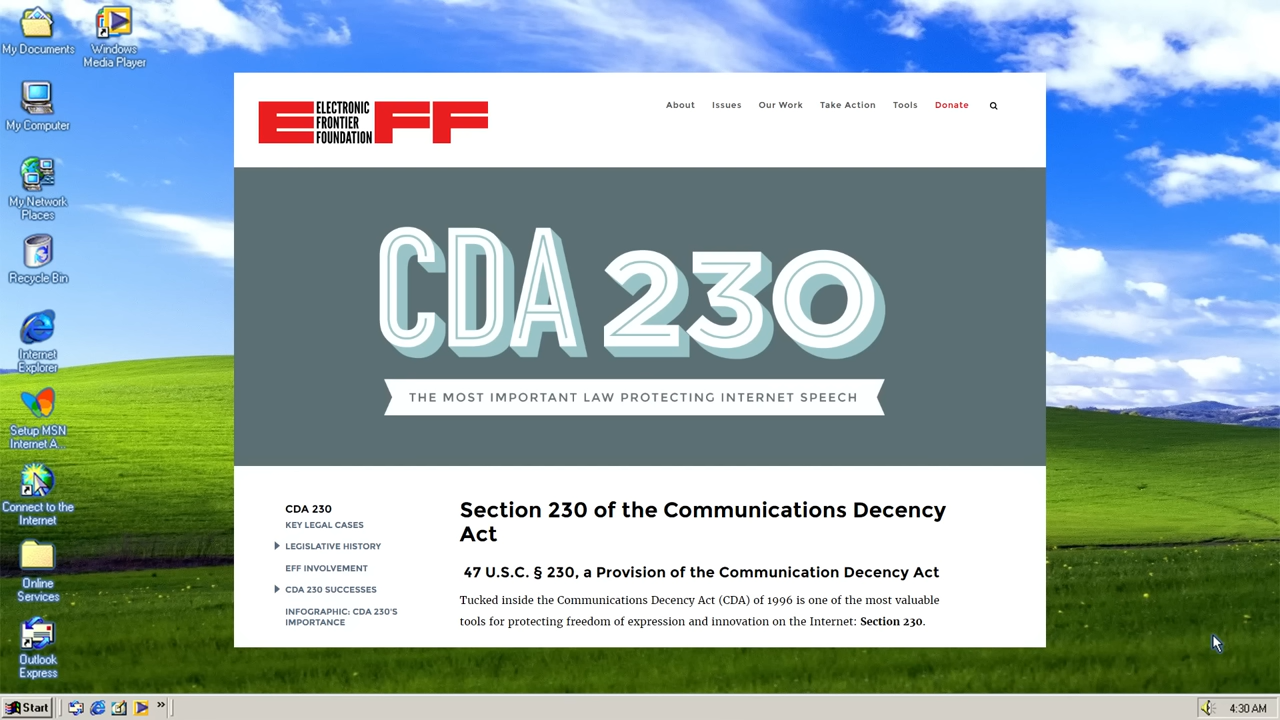 My Documents
Windows
Media Player
My Computer
My Network
Places
Recycle Bin
Internet
Explorer
Setup MSN
Internet A...
Connect to the
Internet
Online
Services
Outlook
Express
ELECTRONIC
FRONTIER
FOUNDATION
EFF
About
Issues
Our Work
Take Action
Tools
Donate
CDA 230
THE MOST IMPORTANT LAW PROTECTING INTERNET SPEECH
CDA 230
KEY LEGAL CASES
LEGISLATIVE HISTORY
EFF INVOLVEMENT
CDA 230 SUCCESSES
INFOGRAPHIC: CDA 230'S
IMPORTANCE
Section 230 of the Communications Decency
Act
47 U.S.C. § 230, a Provision of the Communication Decency Act
Tucked inside the Communications Decency Act (CDA) of 1996 is one of the most valuable
tools for protecting freedom of expression and innovation on the Internet: Section 230.
Start
»
4:30 AM